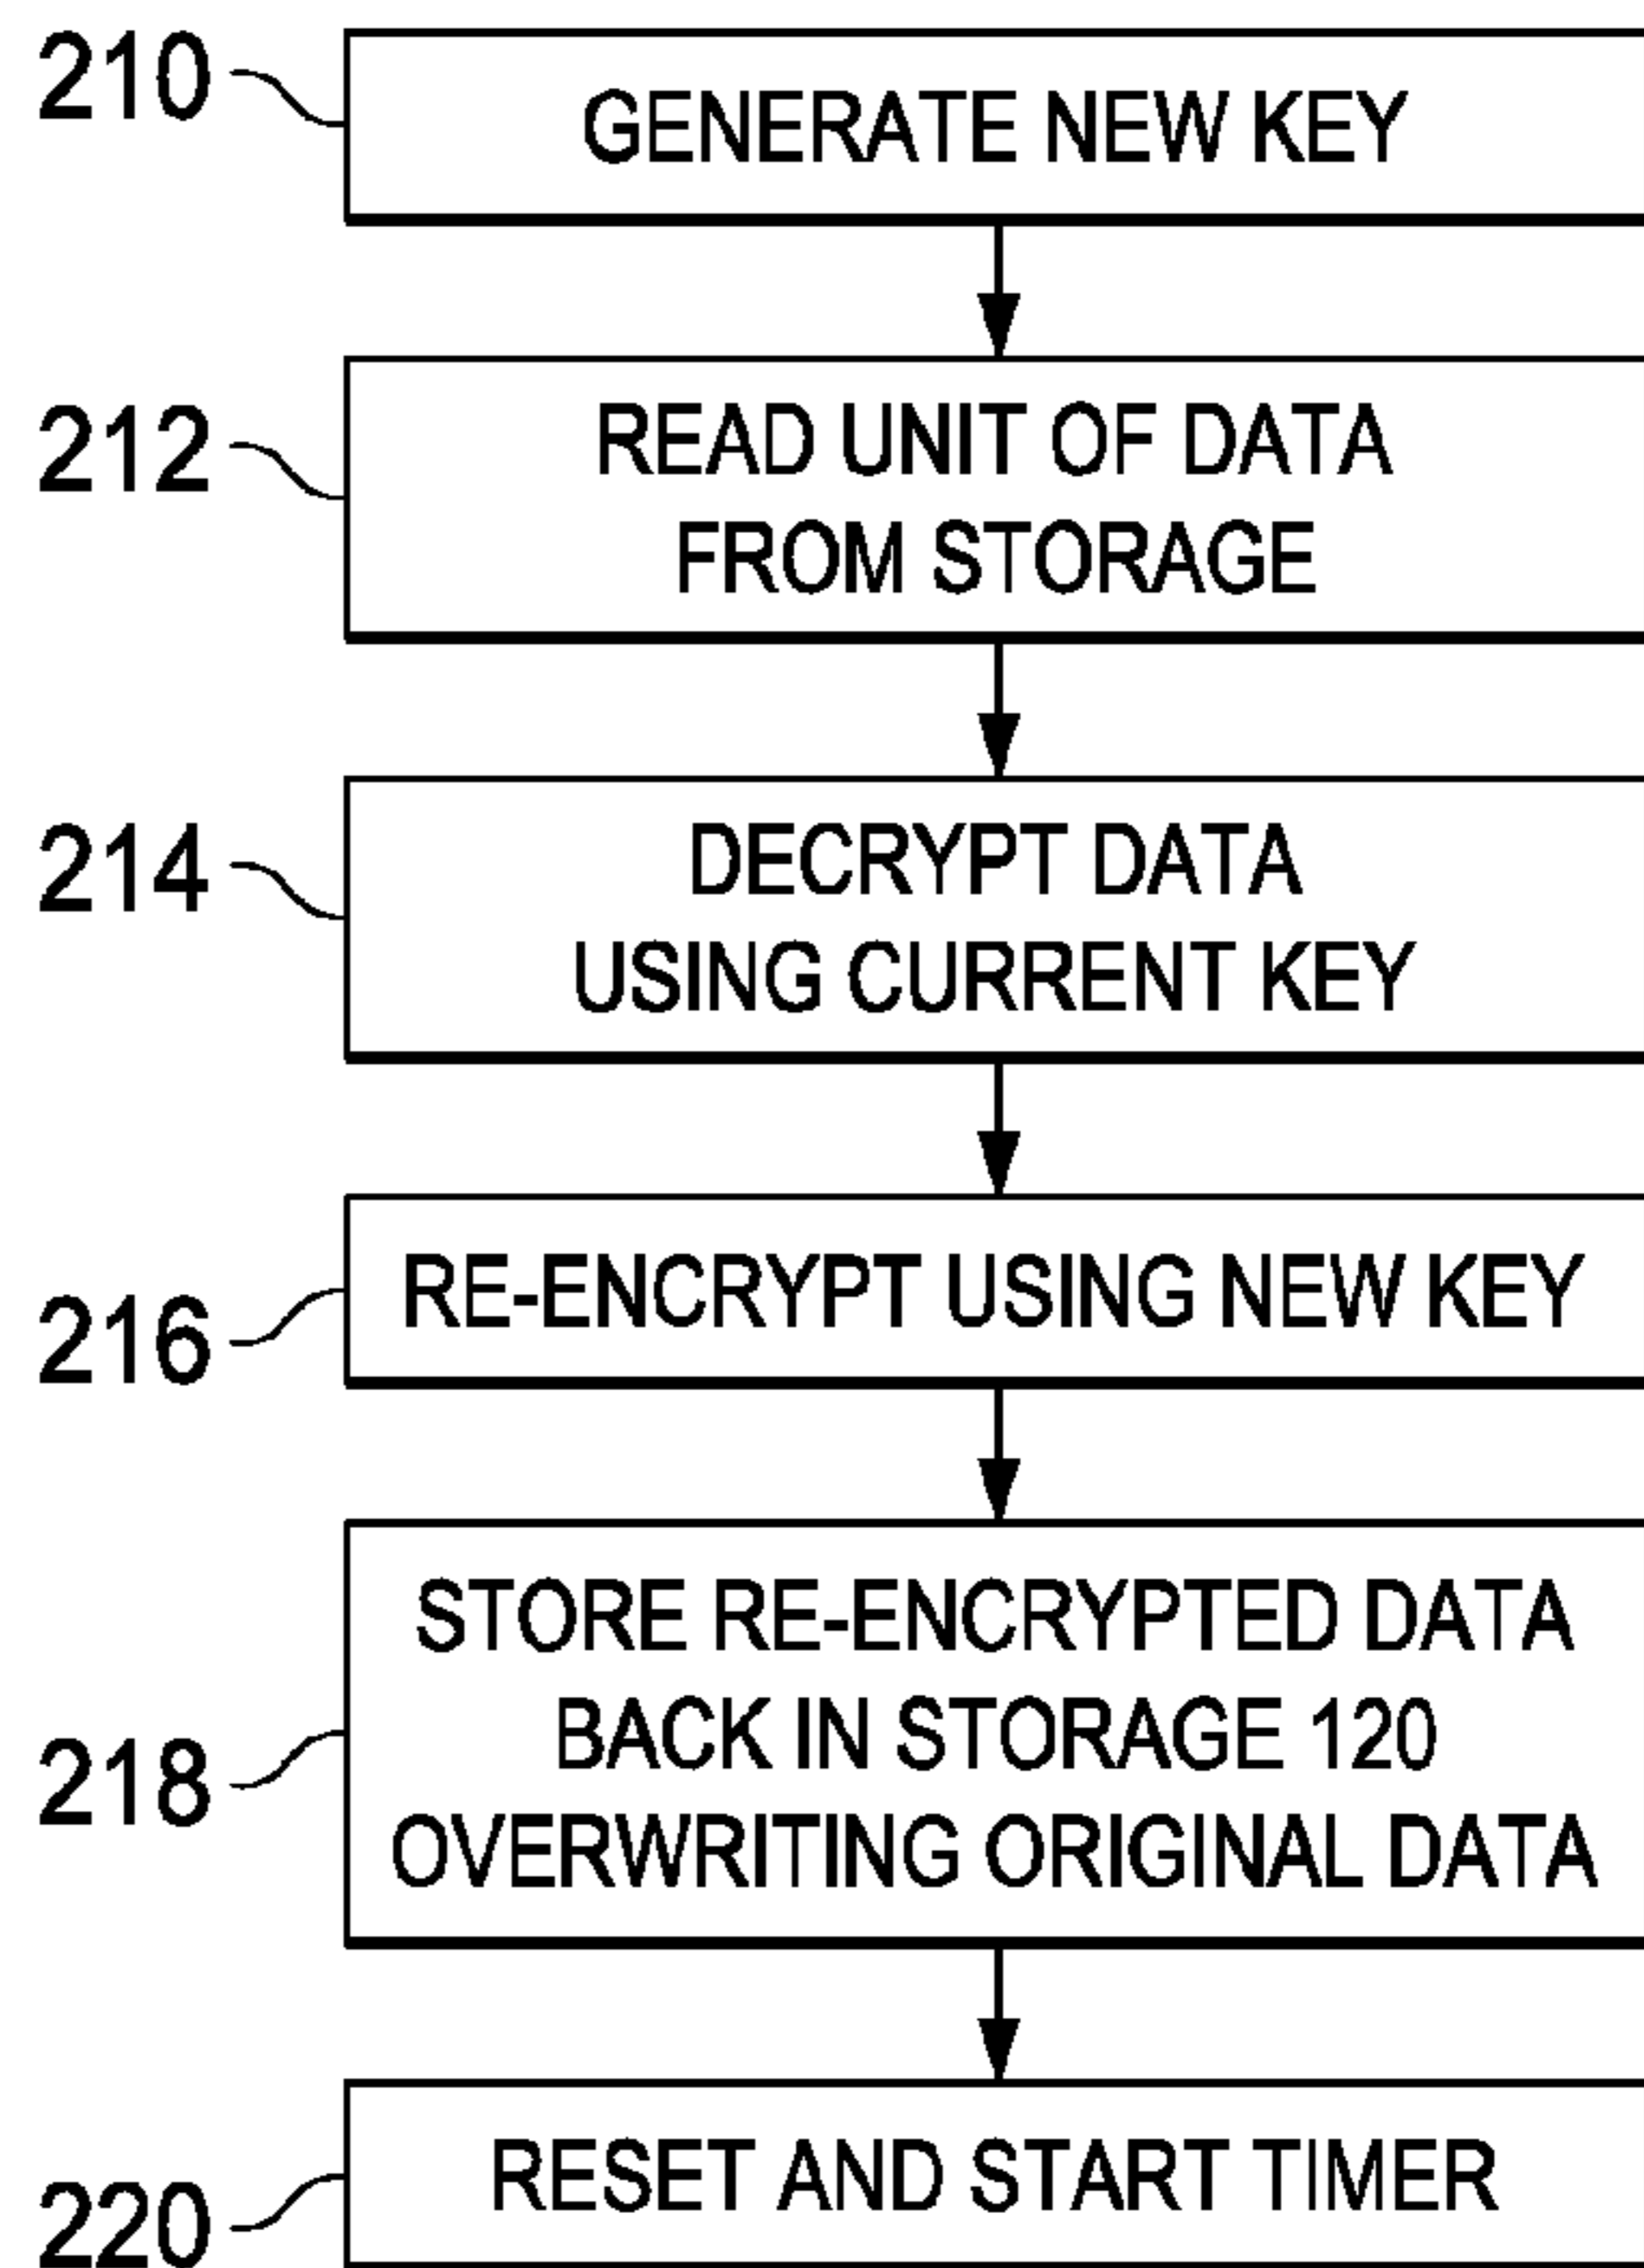 210
GENERATE NEW KEY
212
READ UNIT OF DATA
FROM STORAGE
214
DECRYPT DATA
USING CURRENT KEY
216
RE-ENCRYPT USING NEW KEY
218
STORE RE-ENCRYPTED DATA
BACK IN STORAGE 120
OVERWRITING ORIGINAL DATA
220
RESET AND START TIMER